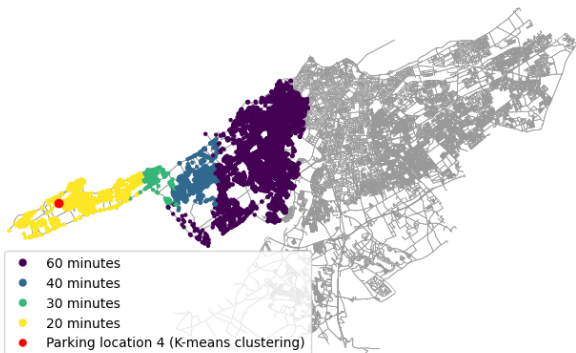 60 minutes
40 minutes
30 minutes
20 minutes
Parking location 4 (K-means clustering)